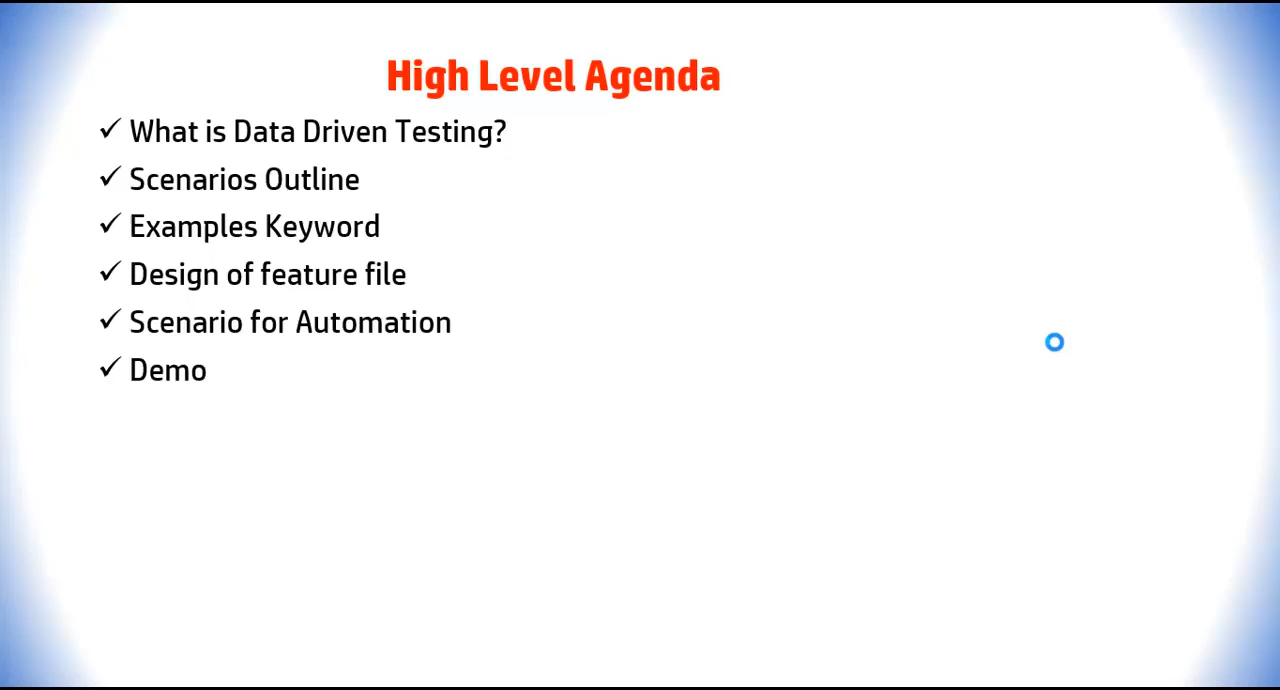 High Level Agenda
✓ What is Data Driven Testing?
✓ Scenarios Outline
✓ Examples Keyword
✓ Design of feature file
✓ Scenario for Automation
✓ Demo